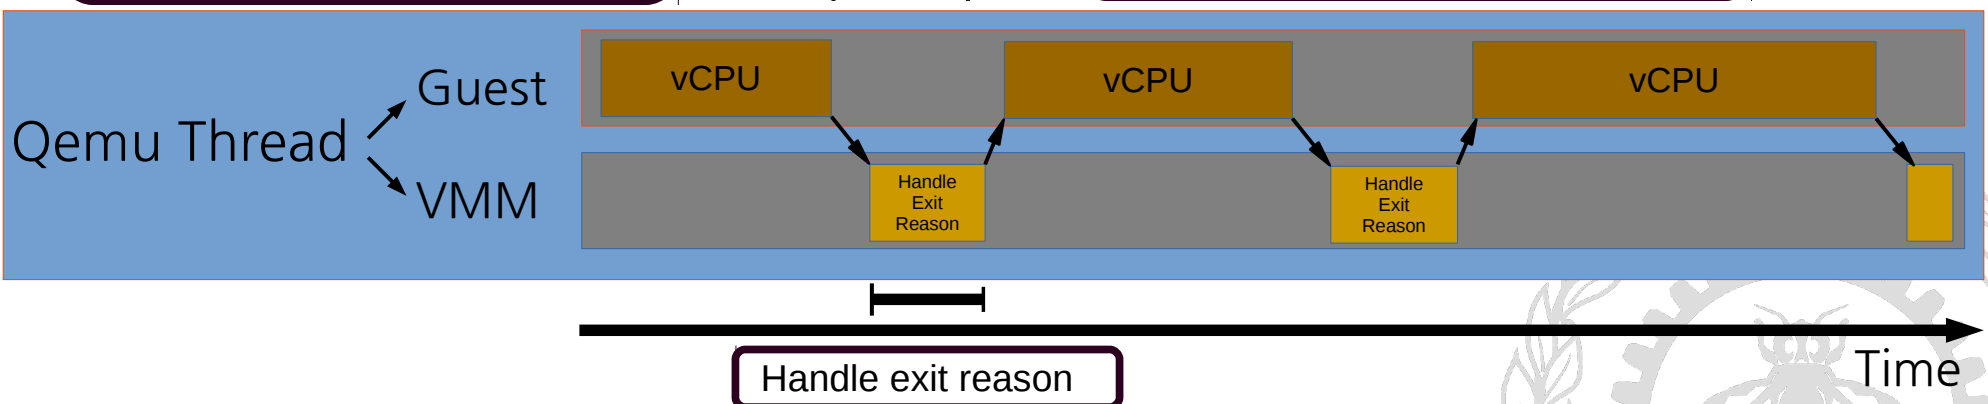 Guest
vCPU
vCPU
vCPU
Qemu Thread
VMM
Handle
Exit
Reason
Handle
Exit
Reason
Handle exit reason
Time